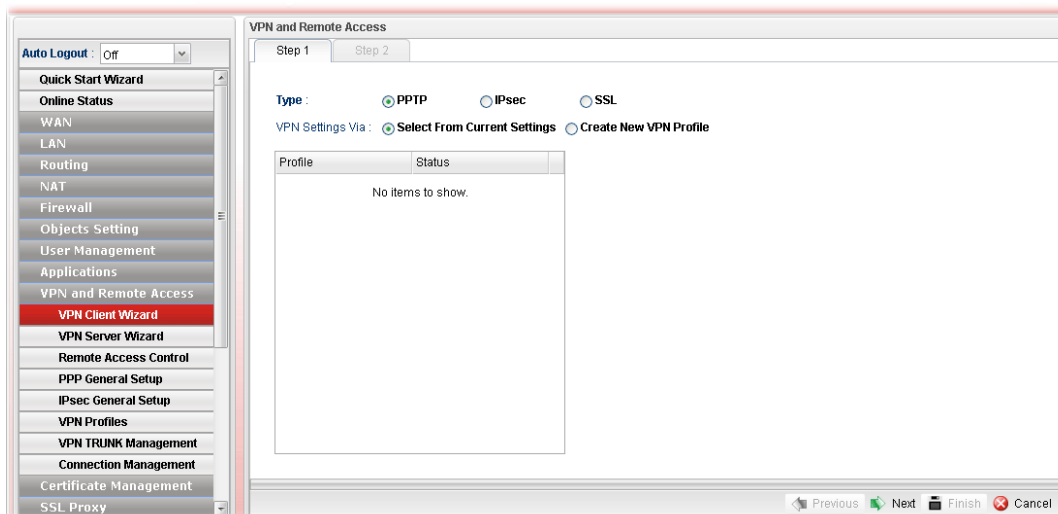 VPN and Remote Access
Auto Logout : Off
Quick Start Wizard
Online Status
WAN
LAN
Routing
NAT
Firewall
Objects Setting
User Management
Applications
VPN and Remote Access
VPN Client Wizard
VPN Server Wizard
Remote Access Control
PPP General Setup
IPsec General Setup
VPN Profiles
VPN TRUNK Management
Connection Management
Certificate Management
SSL Proxy
Step 1 Step 2
Type : PPTP IPsec SSL
VPN Settings Via : Select From Current Settings Create New VPN Profile
Profile Status
No items to show.
Previous Next Finish Cancel